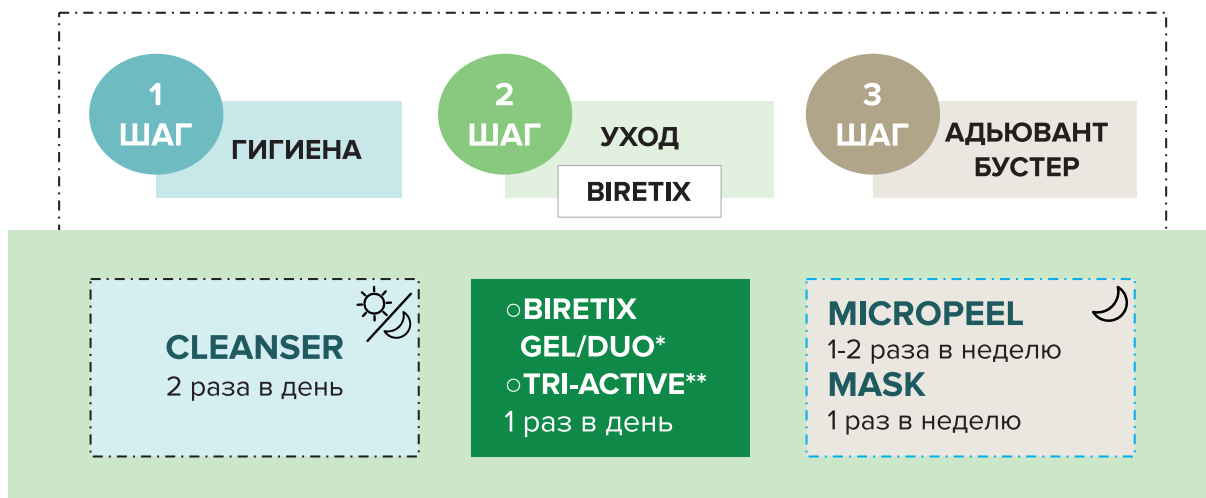 1
ШАГ
ГИГИЕНА
2
ШАГ
УХОД
BIRETIX
3
ШАГ
АДЬЮВАНТ
БУСТЕР
CLEANSER
2 раза в день
○BIRETIX
GEL/DUO*
○TRI-ACTIVE**
1 раз в день
MICROPEEL
1-2 раза в неделю
MASK
1 раз в неделю